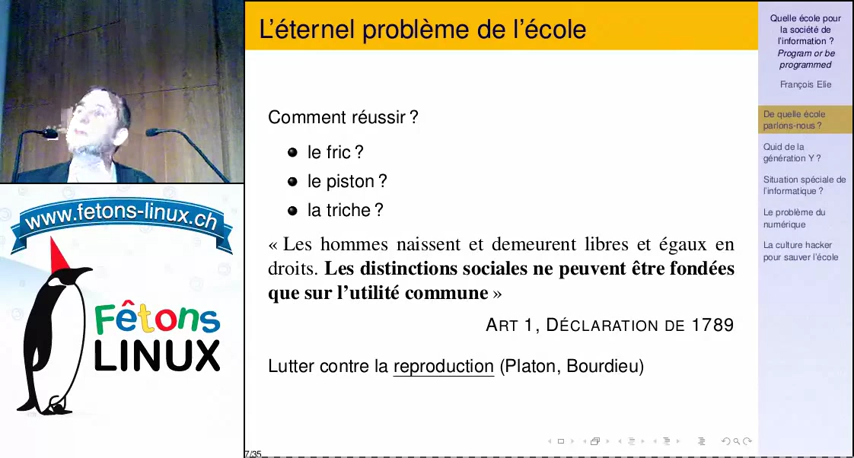 L'éternel problème de l'école
Comment réussir ?
le fric ?
le piston ?
la triche ?
« Les hommes naissent et demeurent libres et égaux en
droits. Les distinctions sociales ne peuvent être fondées
que sur l'utilité commune »
ART 1, DÉCLARATION DE 1789
Lutter contre la reproduction (Platon, Bourdieu)
7/35
Quelle école pour
la société de
l'information ?
Program or be
programmed
François Elie
De quelle école
parlons-nous ?
Quid de la
génération Y ?
Situation spéciale de
l'informatique ?
Le problème du
numérique
La culture hacker
pour sauver l'école
www.fetons-linux.ch
Fêtons
LINUX